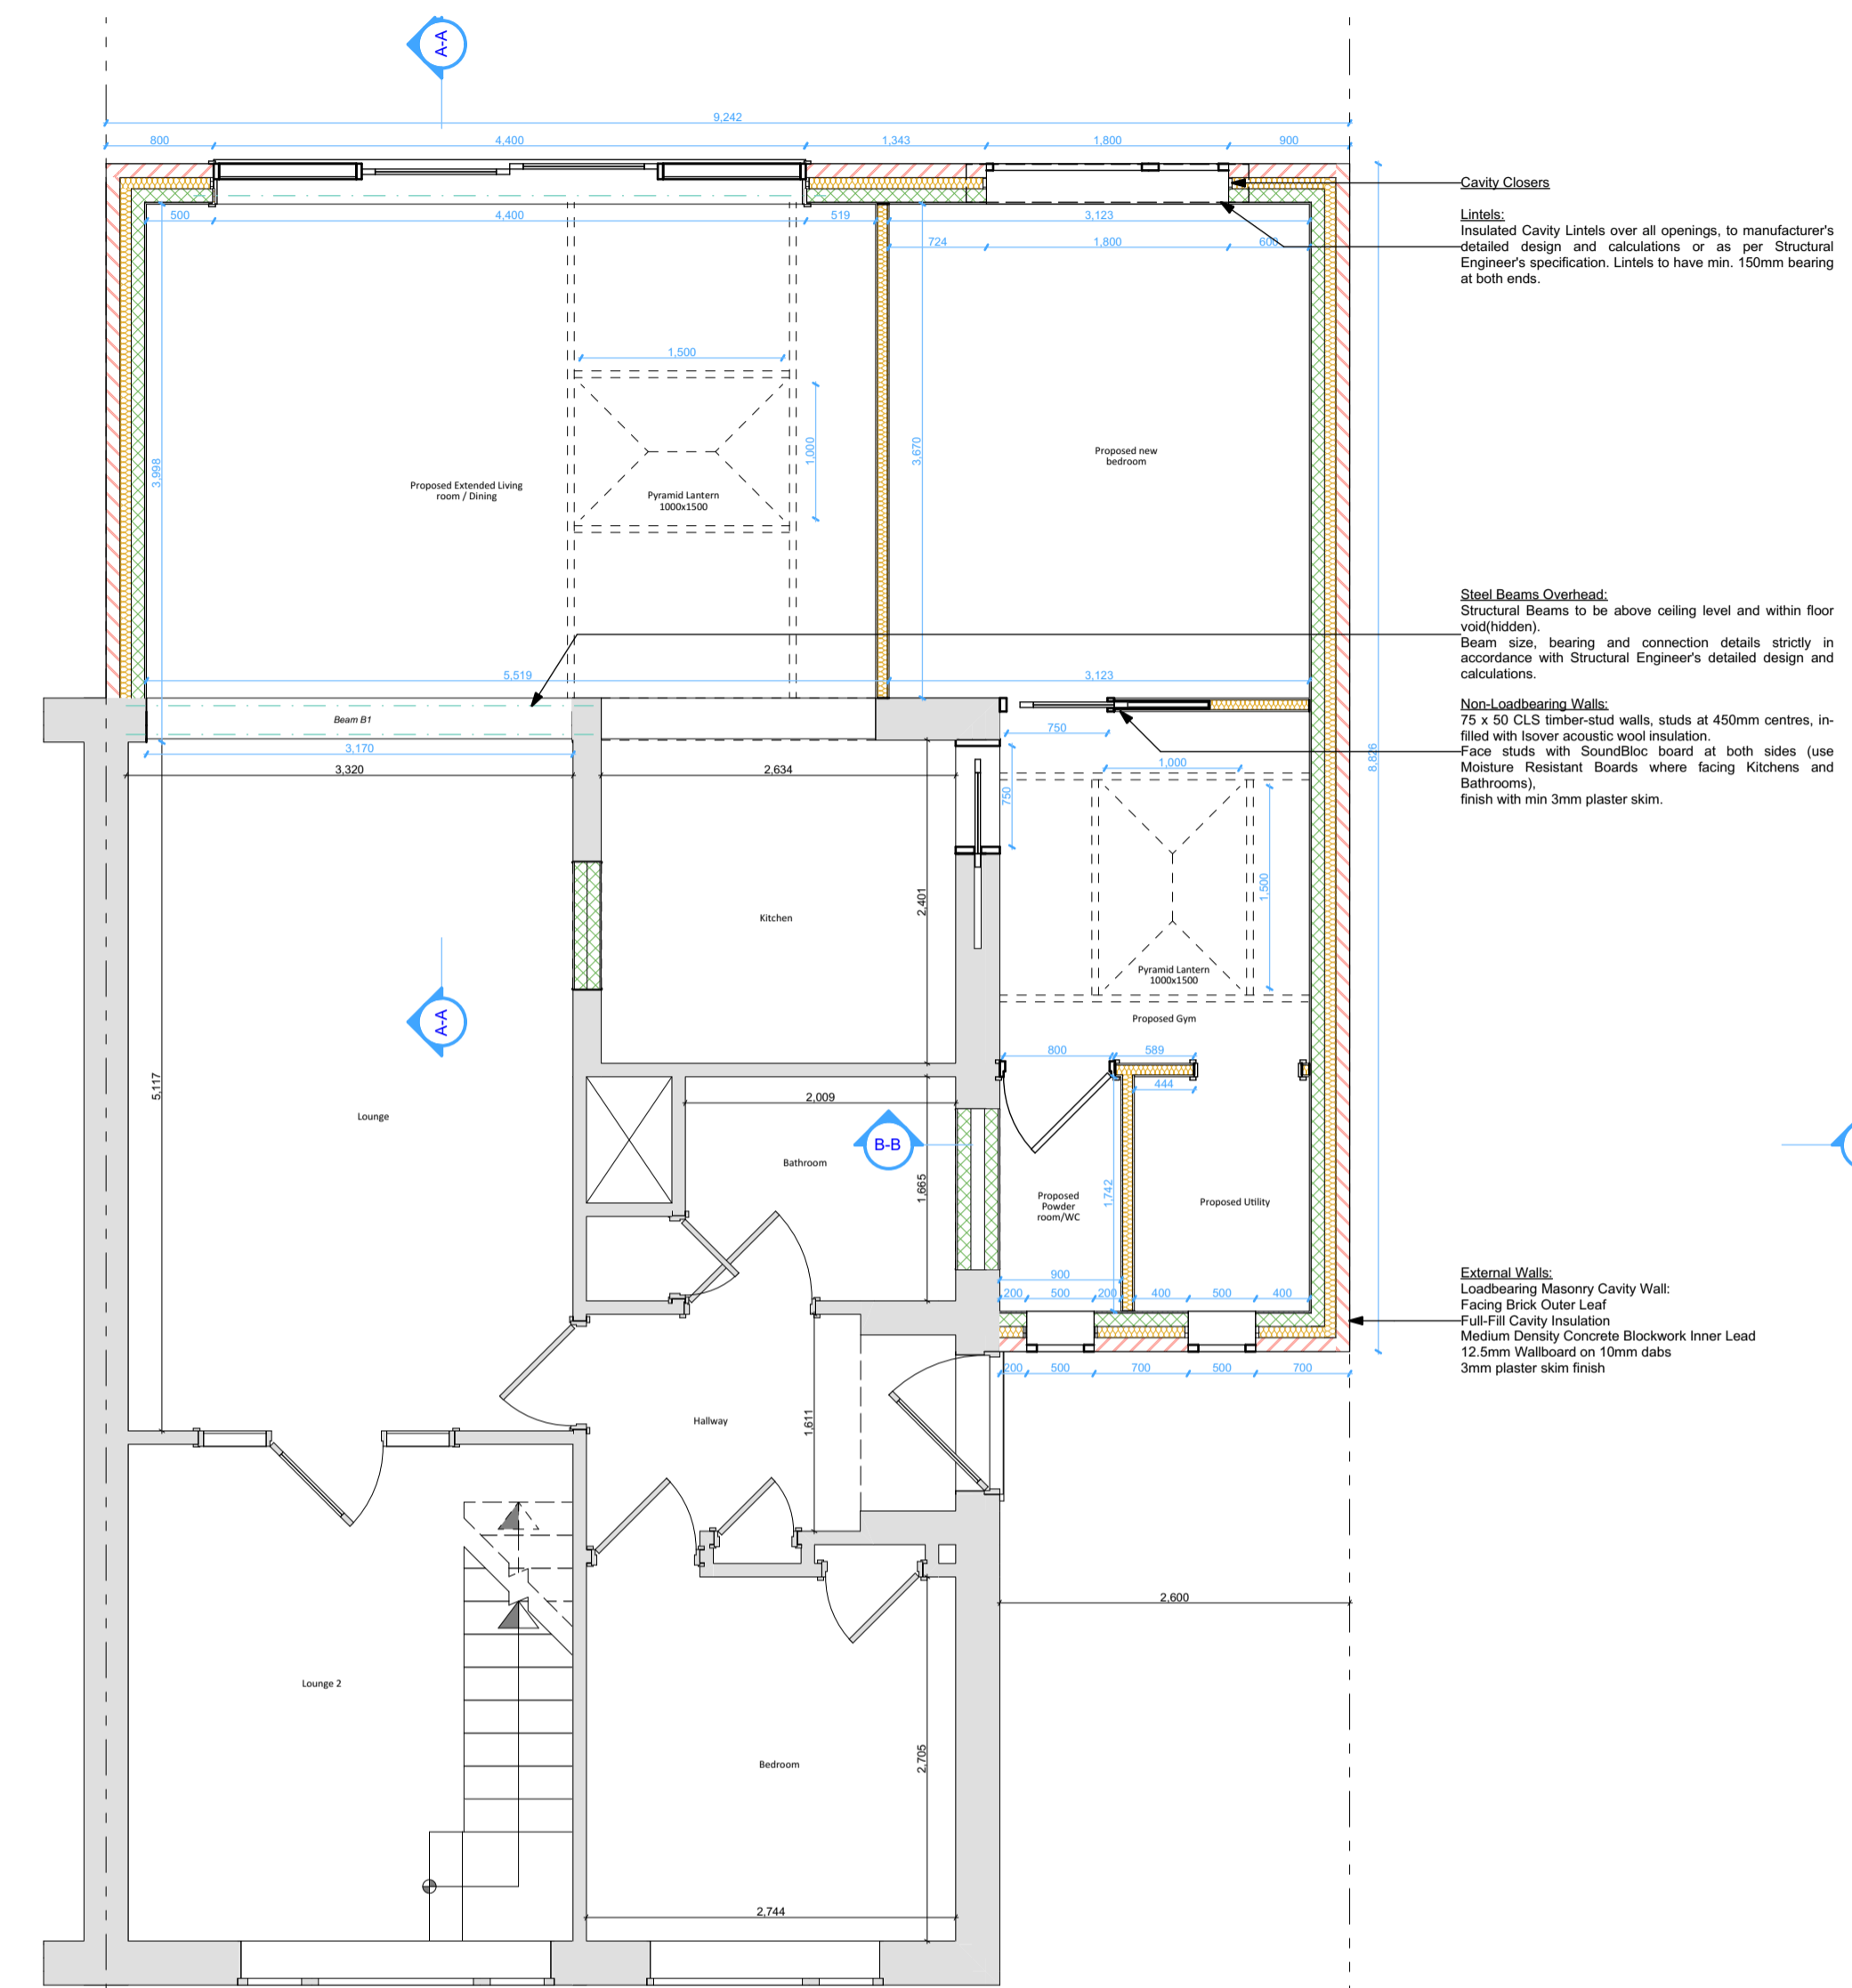 A-A
9,242
800
4,400
1,343
1,800
900
500
4,400
519
3,123
724
1,800
600
Cavity Closers
Lintels:
Insulated Cavity Lintels over all openings, to manufacturer's
detailed design and calculations or as per Structural
Engineer's specification. Lintels to have min. 150mm bearing
at both ends.
1,500
1,000
3,998
3,670
Proposed Extended Living
room / Dining
Pyramid Lantern
1000x1500
Proposed new
bedroom
Steel Beams Overhead:
Structural Beams to be above ceiling level and within floor
void(hidden).
Beam size, bearing and connection details strictly in
accordance with Structural Engineer's detailed design and
calculations.
5,519
3,123
Beam B1
3,170
3,320
2,634
750
750
1,000
8,826
Non-Loadbearing Walls:
75 x 50 CLS timber-stud walls, studs at 450mm centres, in-
filled with Isover acoustic wool insulation.
Face studs with SoundBloc board at both sides (use
Moisture Resistant Boards where facing Kitchens and
Bathrooms),
finish with min 3mm plaster skim.
2,401
1,500
Kitchen
Pyramid Lantern
1000x1500
Proposed Gym
A-A
800
589
444
5,117
Lounge
2,009
B-B
Bathroom
1,665
1,742
Proposed
Powder
room/WC
Proposed Utility
900
200
500
200
400
500
400
External Walls:
Loadbearing Masonry Cavity Wall:
Facing Brick Outer Leaf
Full-Fill Cavity Insulation
Medium Density Concrete Blockwork Inner Lead
12.5mm Wallboard on 10mm dabs
3mm plaster skim finish
200
500
700
500
700
Hallway
1,611
2,600
Lounge 2
Bedroom
2,705
2,744